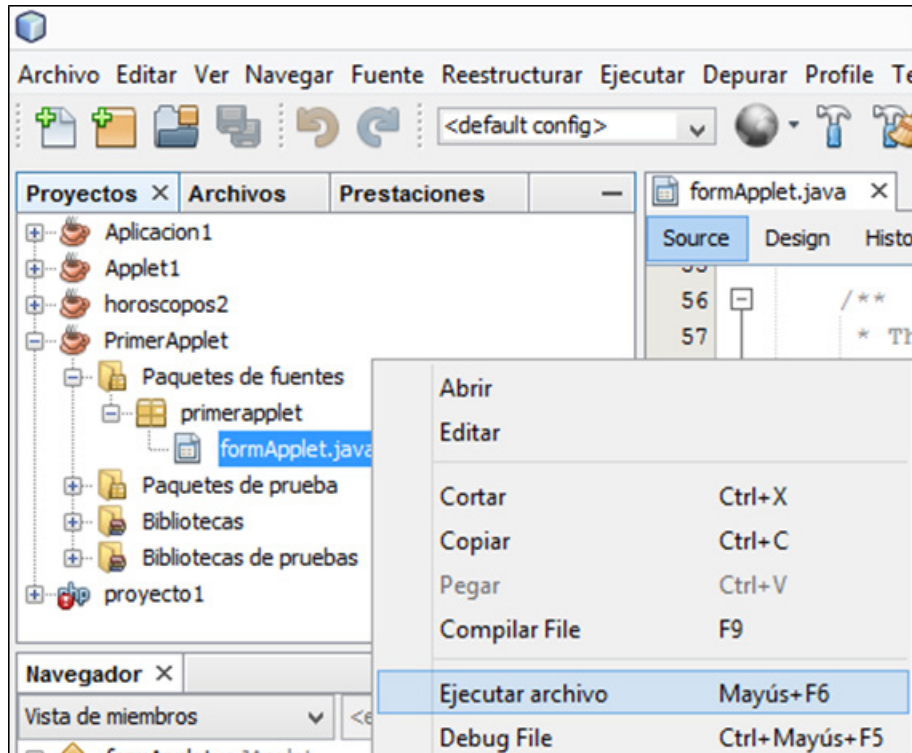 Archivo Editar Ver Navegar Fuente Reestructurar Ejecutar Depurar Profile
<default config>
Proyectos Archivos Prestaciones
formApplet.java
Aplicacion1
Source Design
Applet1
horoscopos2
56 /**
PrimerApplet
57 *
Paquetes de fuentes
primerapplet
formApplet.java
Paquetes de prueba
Bibliotecas
Bibliotecas de pruebas
php proyecto1
Abrir
Editar
Cortar Ctrl+X
Copiar Ctrl+C
Pegar Ctrl+V
Compilar File F9
Ejecutar archivo Mayús+F6
Debug File Ctrl+Mayús+F5
Navegador
Vista de miembros